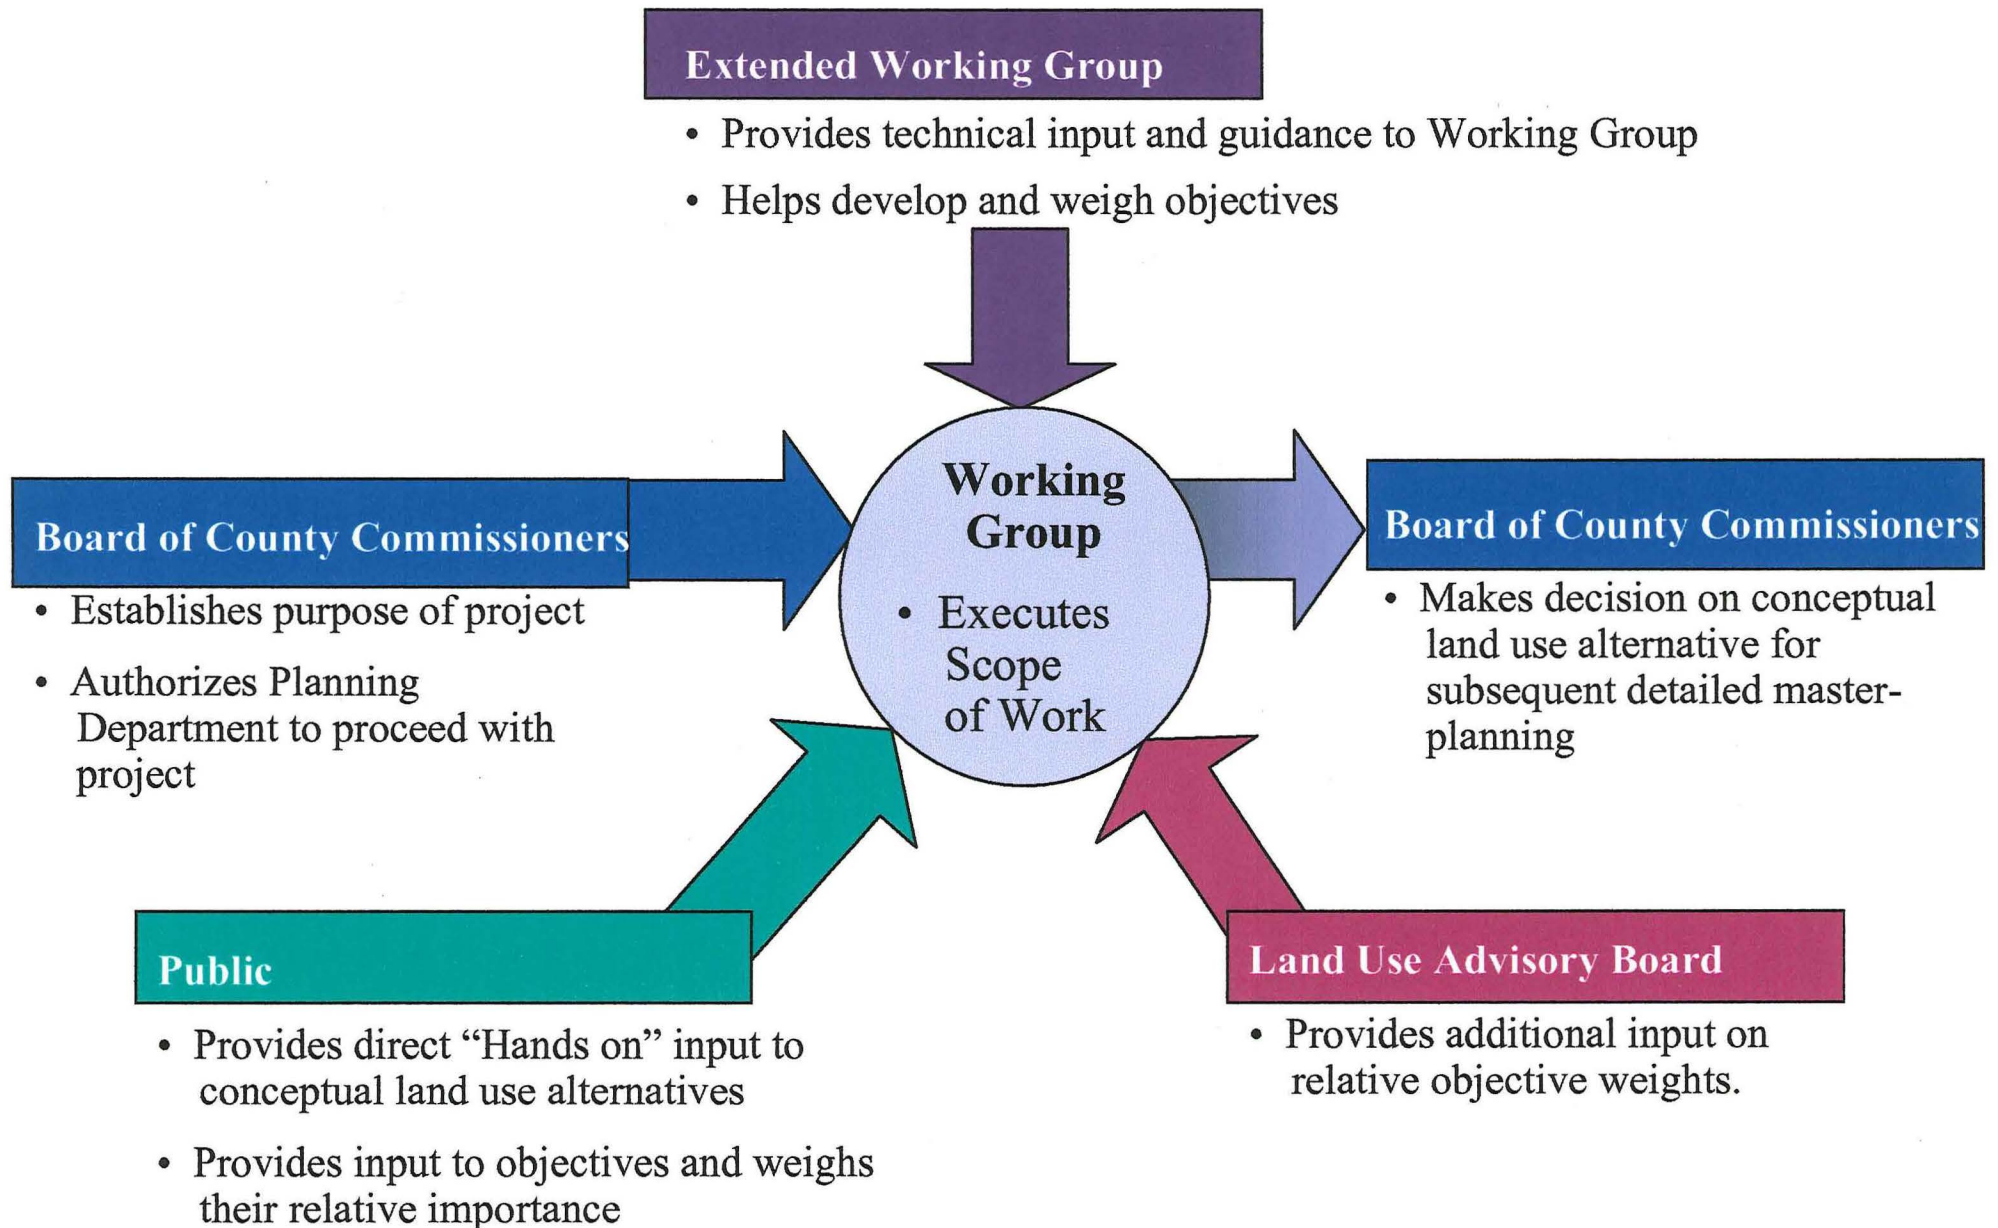 Extended Working Group
• Provides technical input and guidance to Working Group
• Helps develop and weigh objectives
Board of County Commissioners
• Establishes purpose of project
• Authorizes Planning
Department to proceed with
project
Working
Group
• Executes
Scope
of Work
Board of County Commissioners
• Makes decision on conceptual
land use alternative for
subsequent detailed master-
planning
Public
• Provides direct “Hands on” input to
conceptual land use alternatives
• Provides input to objectives and weighs
their relative importance
Land Use Advisory Board
• Provides additional input on
relative objective weights.